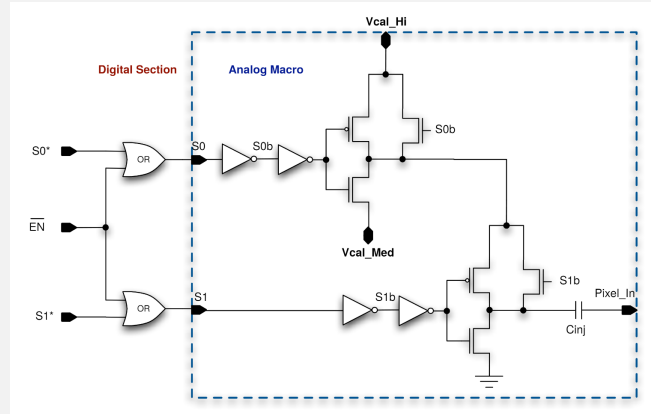 Vcal_Hi
Digital Section
Analog Macro
S0*
OR
S0
S0b
S0b
EN
Vcal_Med
S1*
OR
S1
S1b
S1b
Pixel_In
Cinj